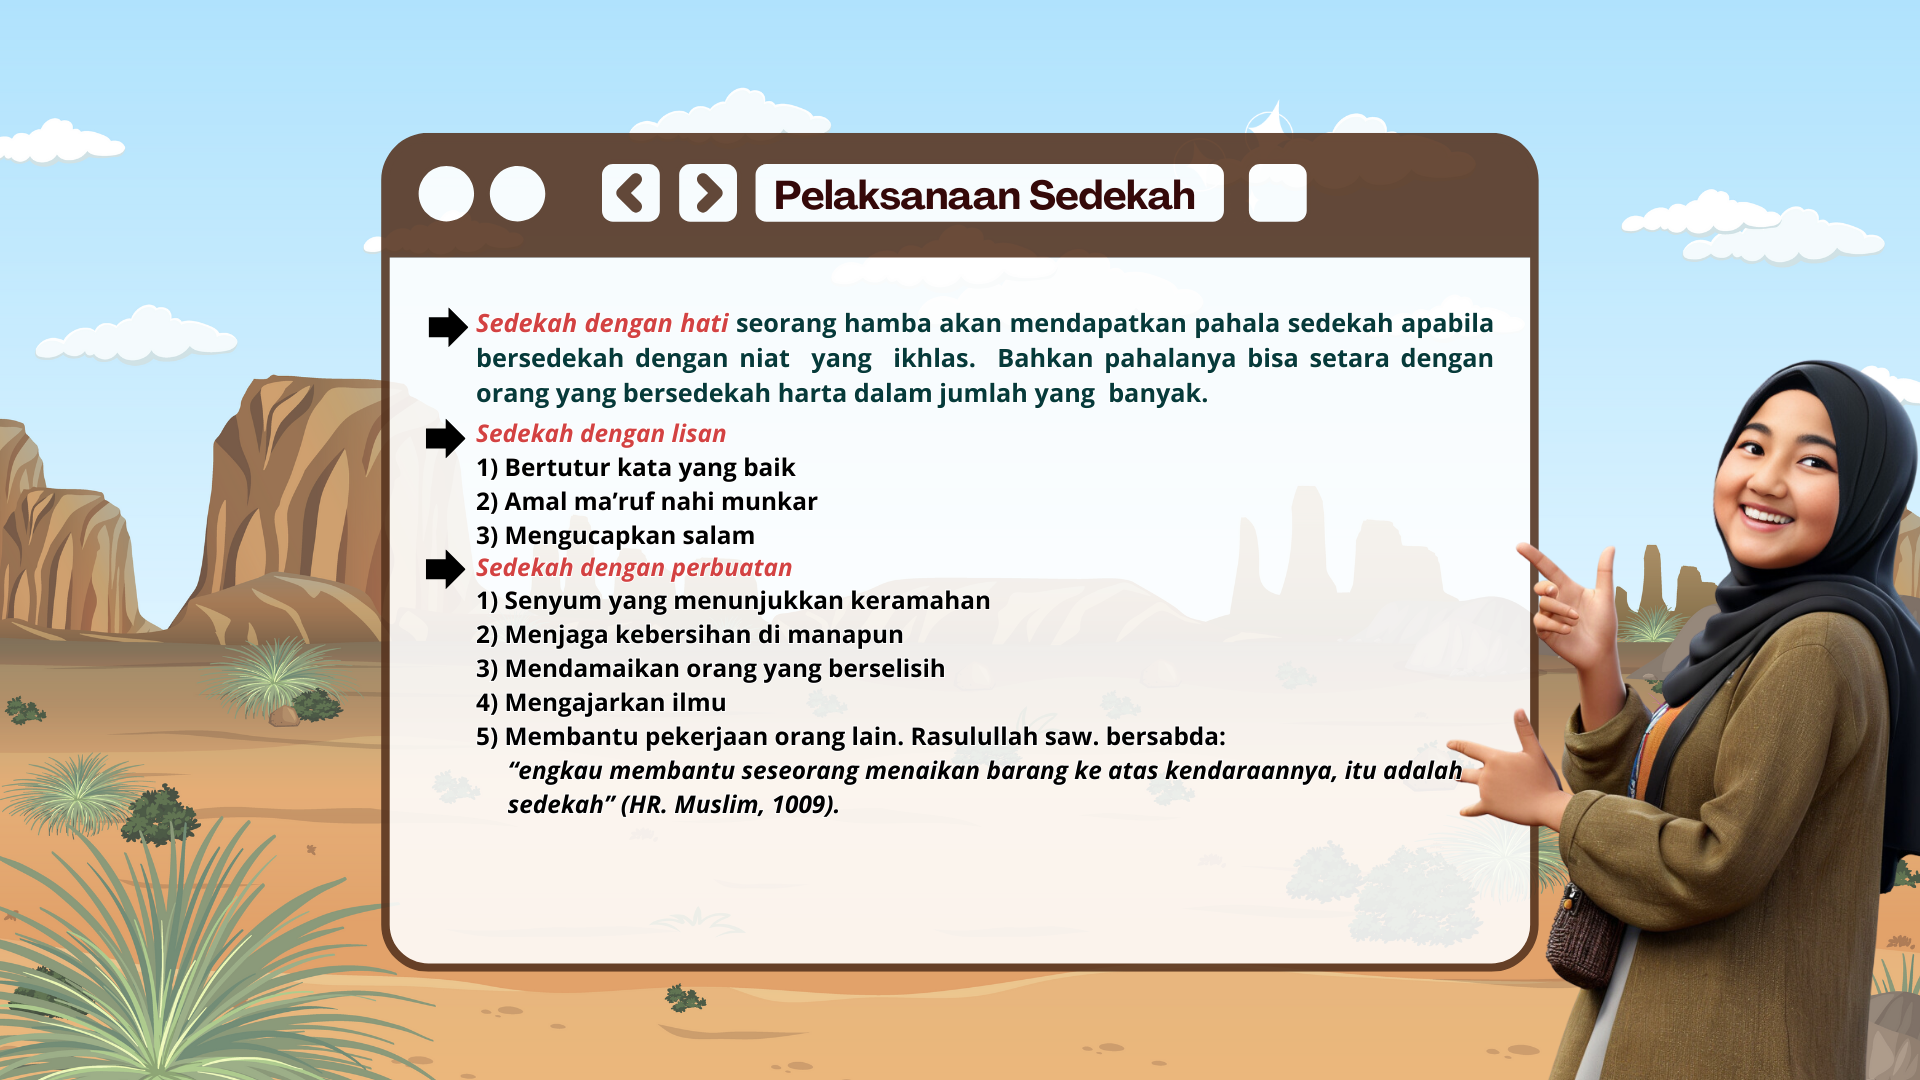 Pelaksanaan Sedekah
Sedekah dengan hati seorang hamba akan mendapatkan pahala sedekah apabila
bersedekah dengan niat yang ikhlas. Bahkan pahalanya bisa setara dengan
orang yang bersedekah harta dalam jumlah yang banyak.
Sedekah dengan lisan
1) Bertutur kata yang baik
2) Amal ma’ruf nahi munkar
3) Mengucapkan salam
Sedekah dengan perbuatan
1) Senyum yang menunjukkan keramahan
2) Menjaga kebersihan di manapun
3) Mendamaikan orang yang berselisih
4) Mengajarkan ilmu
5) Membantu pekerjaan orang lain. Rasulullah saw. bersabda:
“engkau membantu seseorang menaikan barang ke atas kendaraannya, itu adalah
sedekah” (HR. Muslim, 1009).